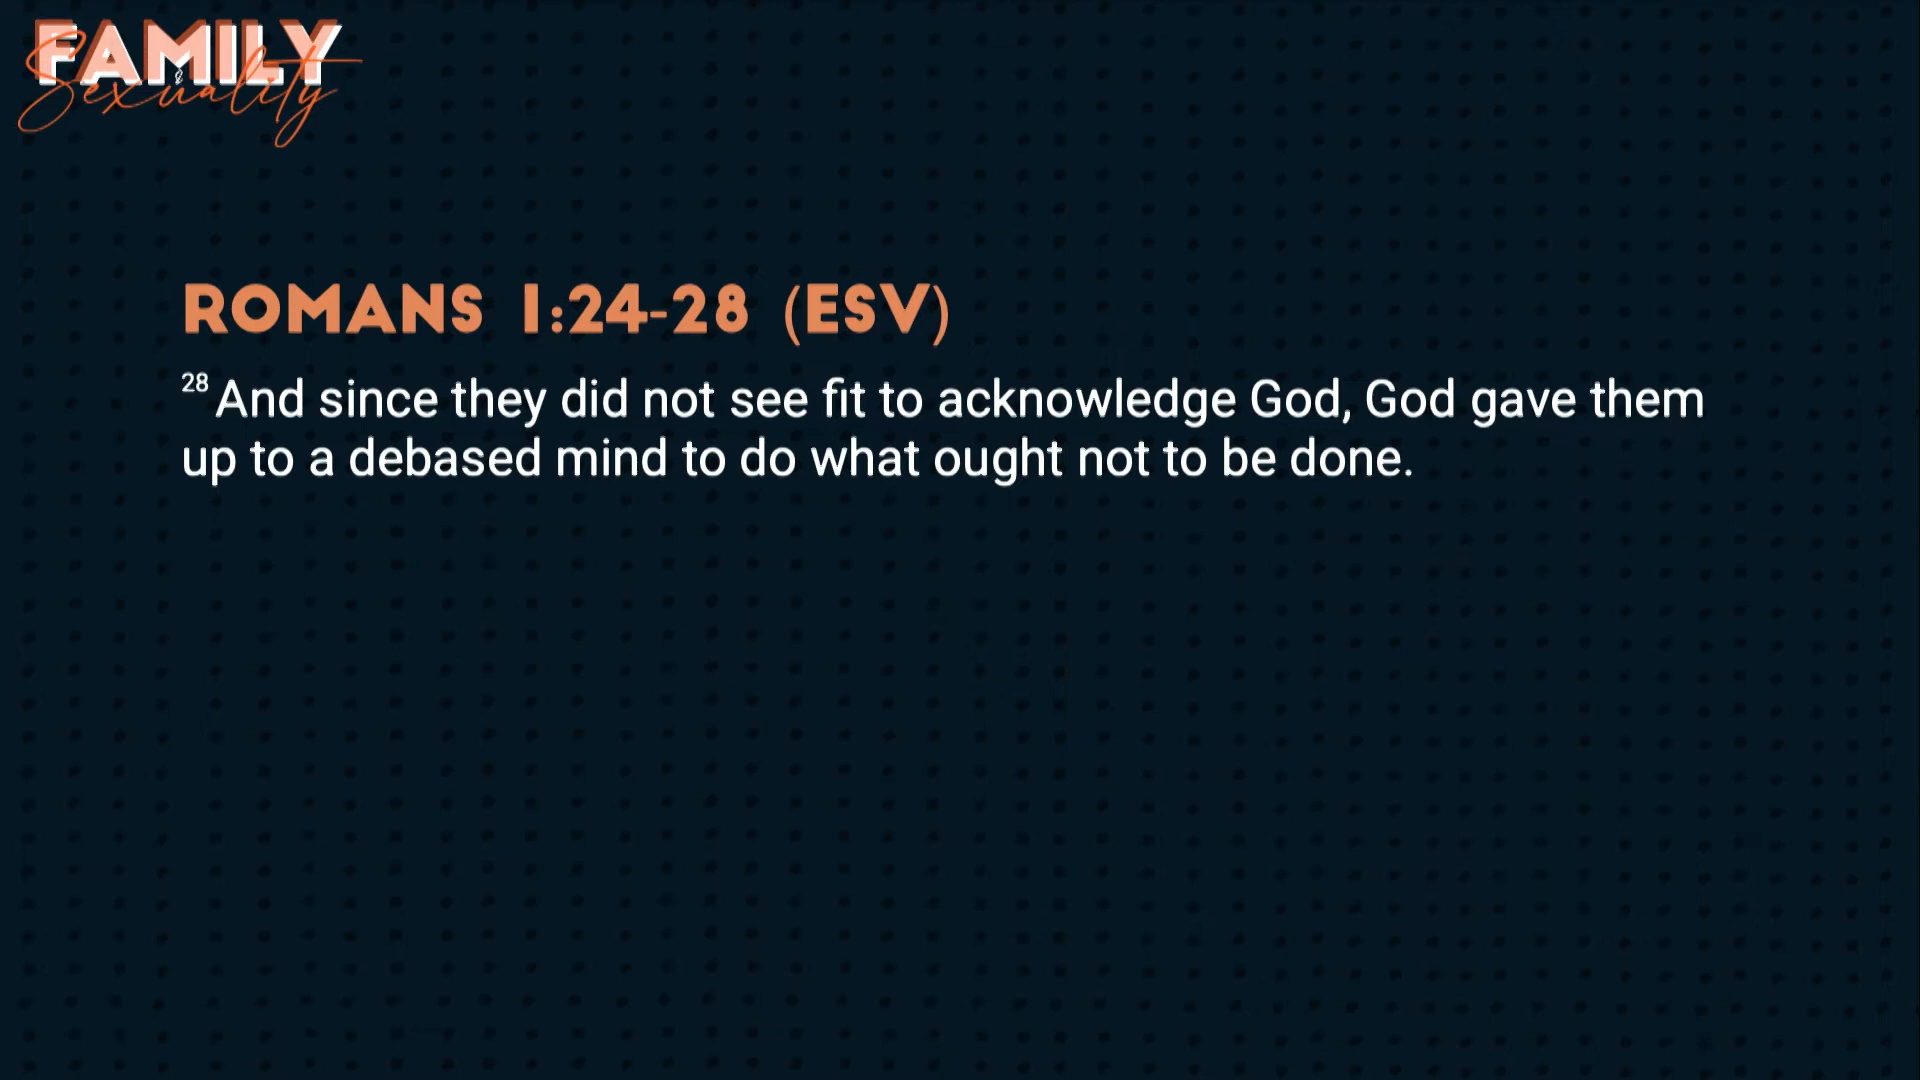 FAMILY
&
Sexuality
ROMANS 1:24-28 (ESV)
28 And since they did not see fit to acknowledge God, God gave them
up to a debased mind to do what ought not to be done.